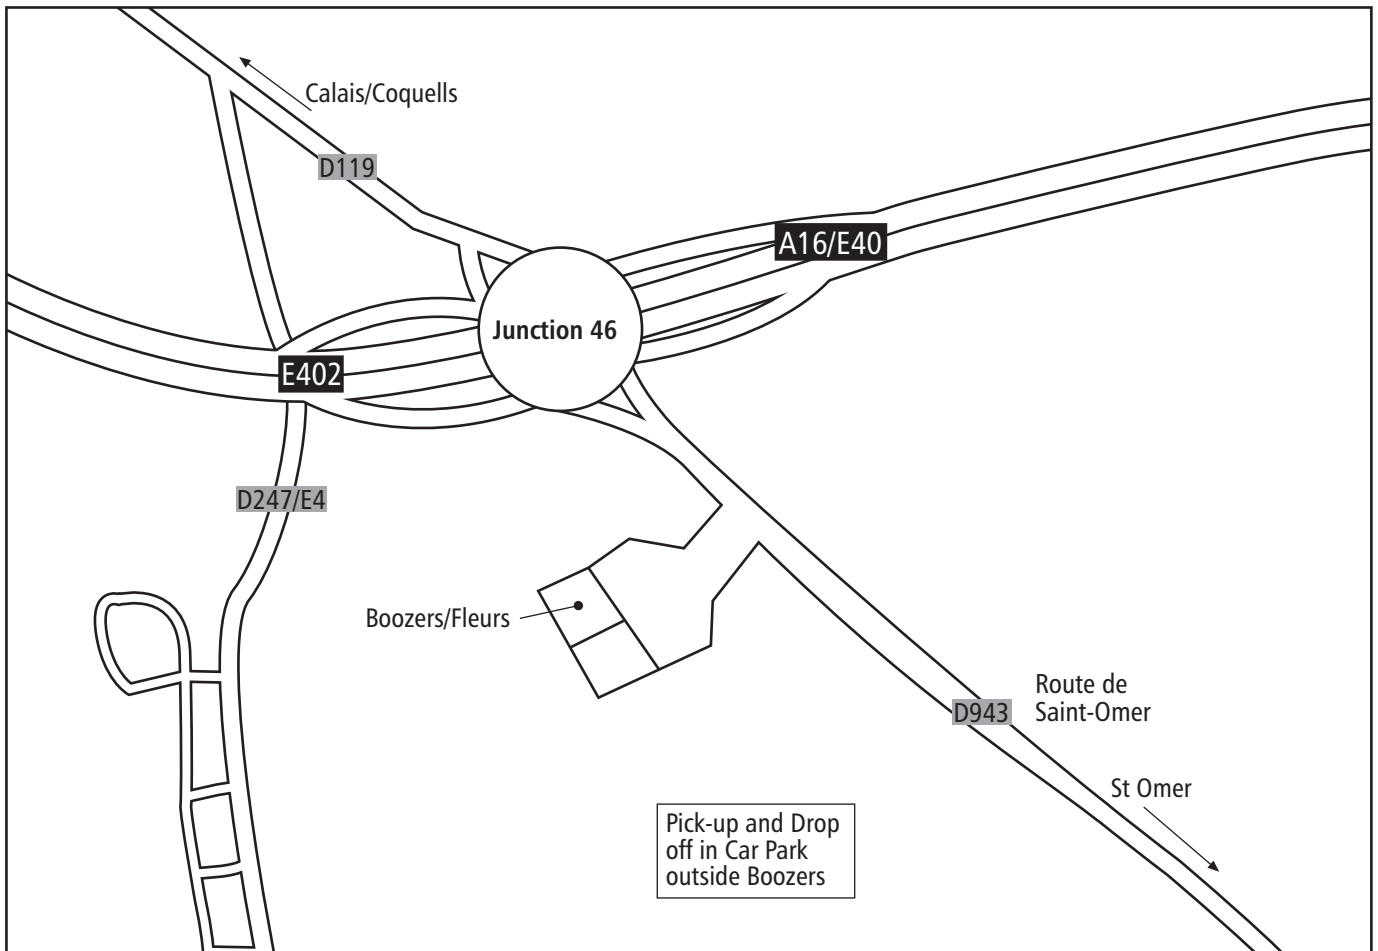 Calais/Coquells
D119
A16/E40
Junction 46
E402
D247/E4
Boozers/Fleurs
Route de
Saint-Omer
D943
St Omer
Pick-up and Drop
off in Car Park
outside Boozers